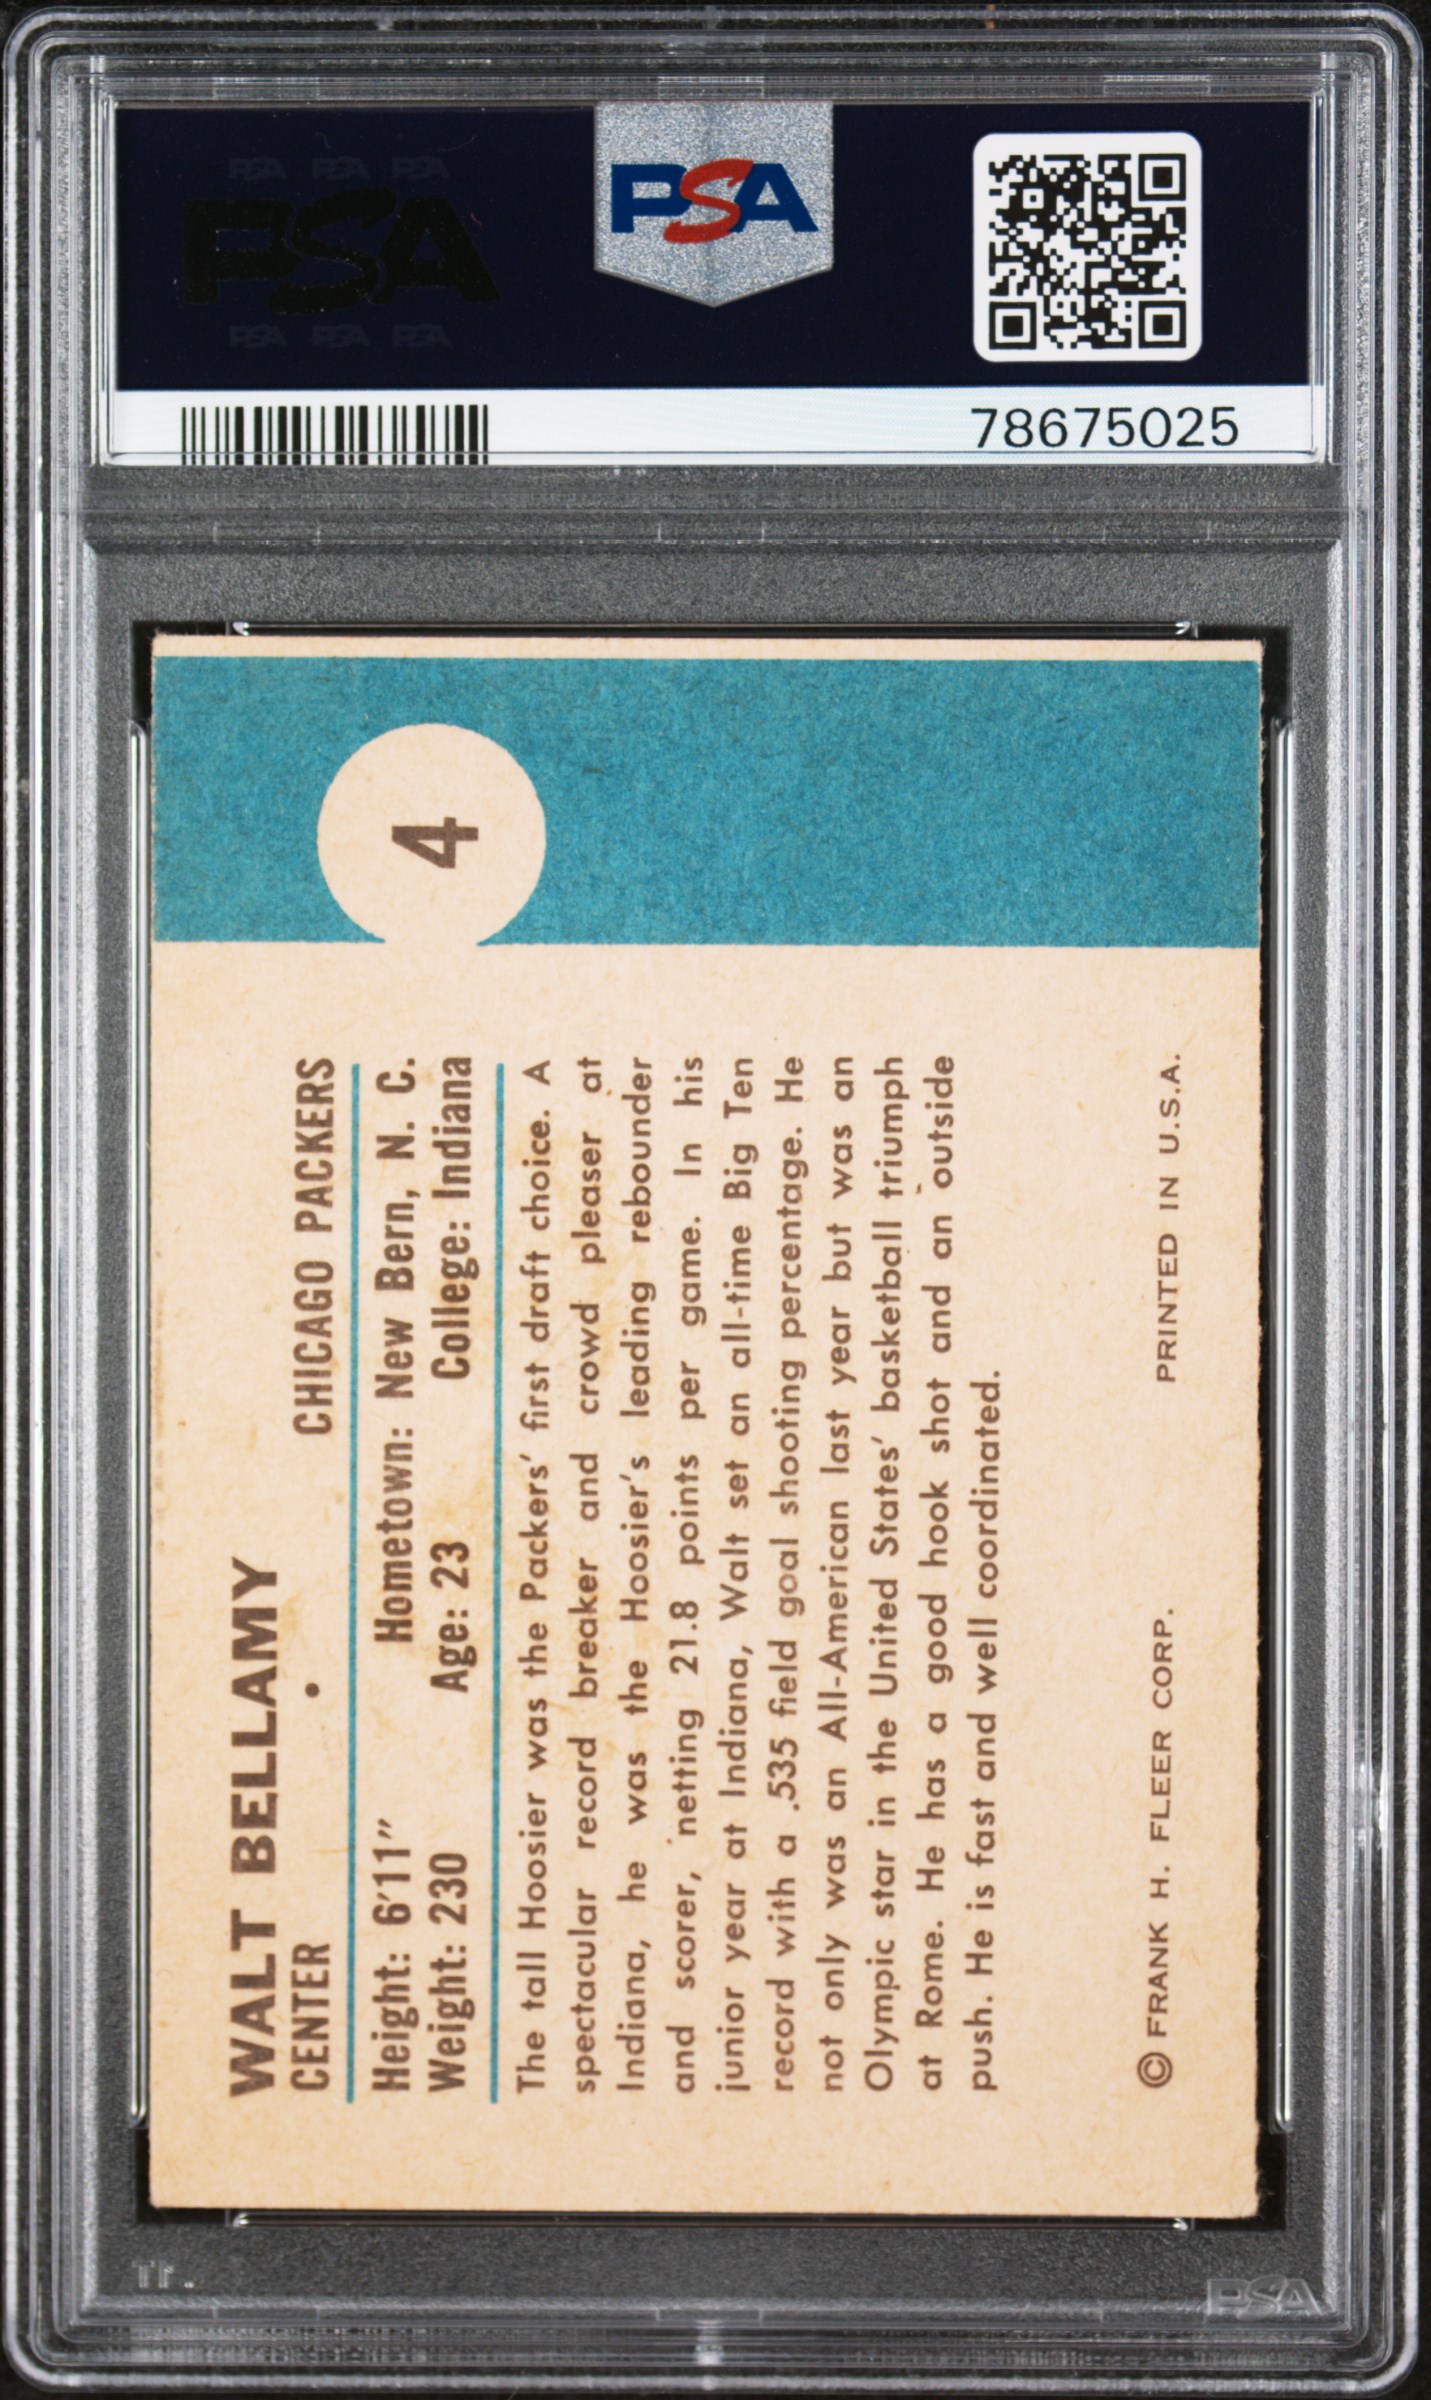 PSA PSA PSA
PSA
PSA PSA PSA
PSA
78675025
4
WALT BELLAMY
CENTER • CHICAGO PACKERS
Height: 6'11" Hometown: New Bern, N. C.
Weight: 230 Age: 23 College: Indiana
The tall Hoosier was the Packers' first draft choice. A
spectacular record breaker and crowd pleaser at
Indiana, he was the Hoosier's leading rebounder
and scorer, netting 21.8 points per game. In his
junior year at Indiana, Walt set an all-time Big Ten
record with a .535 field goal shooting percentage. He
not only was an All-American last year but was an
Olympic star in the United States' basketball triumph
at Rome. He has a good hook shot and an outside
push. He is fast and well coordinated.
© FRANK H. FLEER CORP. PRINTED IN U.S.A.
PSA